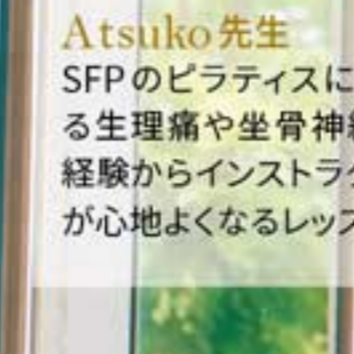 Atsuko先生
SFPのピラティスに
る生理痛や坐骨神
経験からインストラ
が心地よくなるレッ